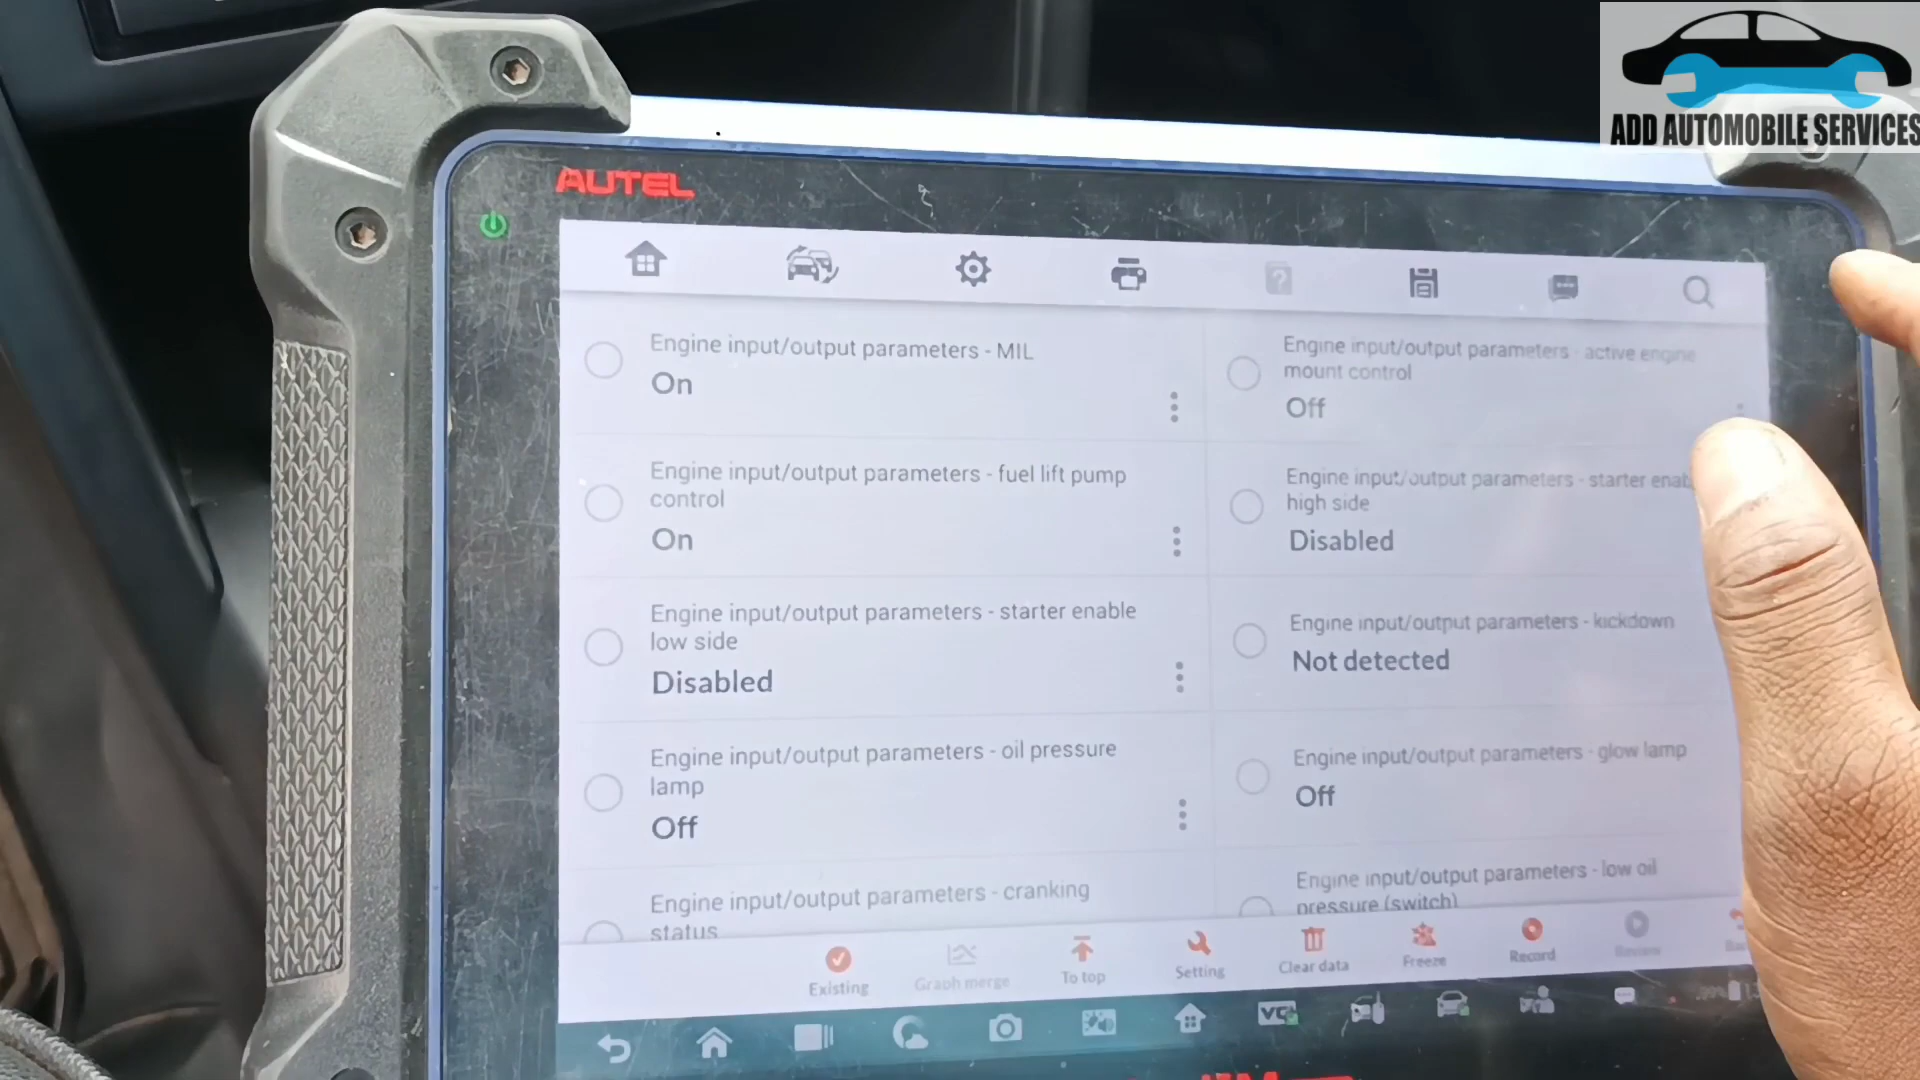 ADD AUTOMOBILE SERVICES
AUTEL
Engine input/output parameters - MIL
On
Engine input/output parameters - active engine
mount control
Off
Engine input/output parameters - fuel lift pump
control
On
Engine input/output parameters - starter enab
high side
Disabled
Engine input/output parameters - starter enable
low side
Disabled
Engine input/output parameters - kickdown
Not detected
Engine input/output parameters - oil pressure
lamp
Off
Engine input/output parameters - glow lamp
Off
Engine input/output parameters - cranking
status
Engine input/output parameters - low oil
pressure (switch)
Existing
Graph merge
To top
Setting
Clear data
Freeze
Record
Review
VCI